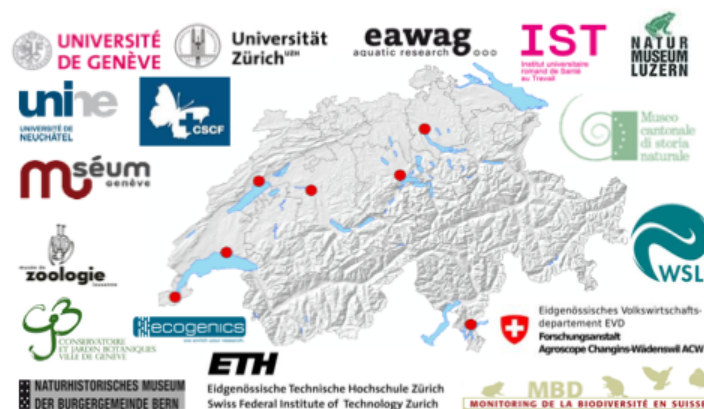 UNIVERSITÉ
DE GENÈVE
Universität
Zürich UZH
eawag
aquatic research
IST
Institut universitaire
romand de Santé
au Travail
NATUR
MUSEUM
LUZERN
unine
UNIVERSITÉ DE
NEUCHÂTEL
CSCF
Museo
cantonale
di storia
naturale
muséum
genève
musée de
zoologie
lausanne
WSL
CONSERVATOIRE
ET JARDIN BOTANIQUES
VILLE DE GENÈVE
ecogenics
Eidgenössisches Volkswirtschafts-
departement EVD
Forschungsanstalt
Agroscope Changins-Wädenswil ACW
ETH
Eidgenössische Technische Hochschule Zürich
Swiss Federal Institute of Technology Zurich
NATURHISTORISCHES MUSEUM
DER BURGERGEMEINDE BERN
MBD
MONITORING DE LA BIODIVERSITÉ EN SUISSE